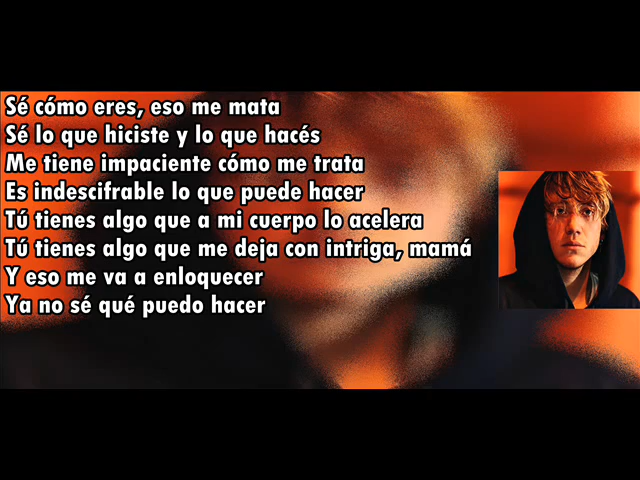 Sé cómo eres, eso me mata
Sé lo que hiciste y lo que hacés
Me tiene impaciente cómo me trata
Es indescifrable lo que puede hacer
Tú tienes algo que a mi cuerpo lo acelera
Tú tienes algo que me deja con intriga, mamá
Y eso me va a enloquecer
Ya no sé qué puedo hacer